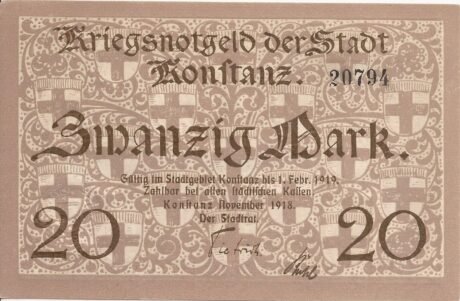 Kriegsnotgeld der Stadt
Konstanz.
20794
Zwanzig Mark.
Gültig im Stadtgebiet Konstanz bis 1. Febr. 1919.
Zahlbar bei allen städtischen Kassen
Konstanz November 1918.
Der Stadtrat.
20
20